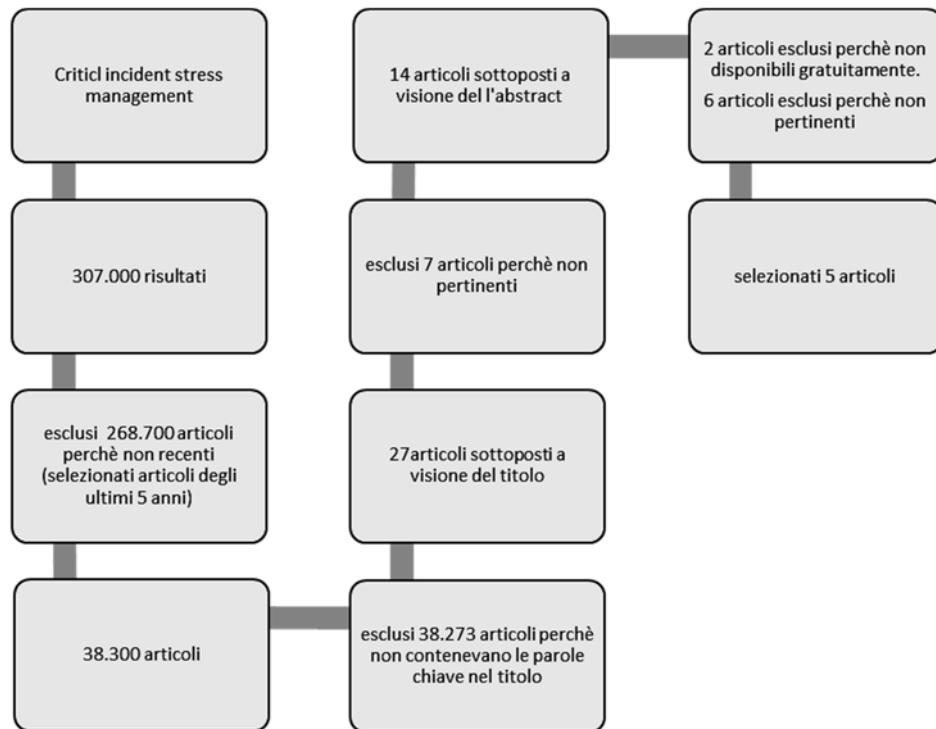 Criticl incident stress
management
307.000 risultati
esclusi 268.700 articoli
perchè non recenti
(selezionati articoli degli
ultimi 5 anni)
38.300 articoli
esclusi 38.273 articoli perchè
non contenevano le parole
chiave nel titolo
27articoli sottoposti a
visione del titolo
esclusi 7 articoli perchè non
pertinenti
14 articoli sottoposti a
visione del l'abstract
2 articoli esclusi perchè non
disponibili gratuitamente.
6 articoli esclusi perchè non
pertinenti
selezionati 5 articoli